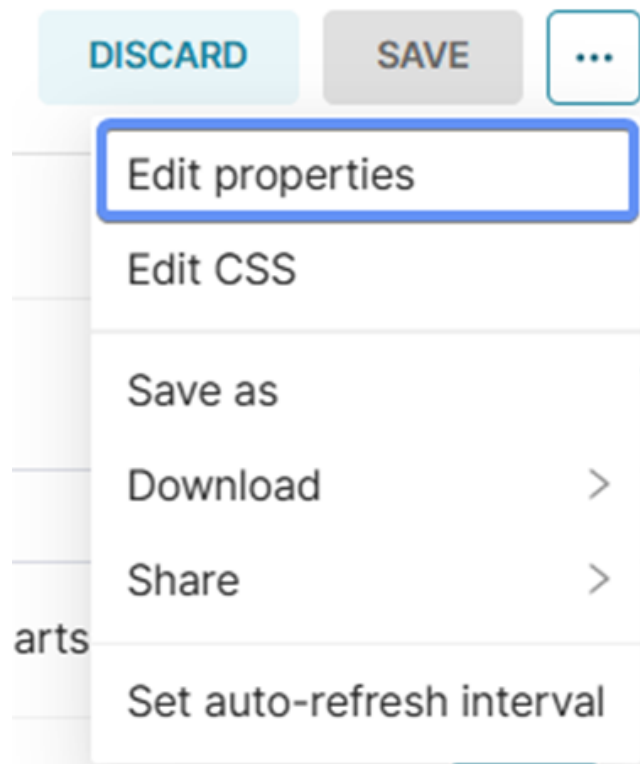 DISCARD SAVE ...
Edit properties
Edit CSS
Save as
Download
Share
arts
Set auto-refresh interval